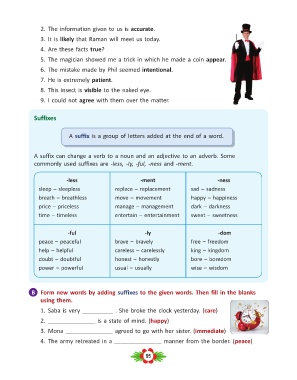 2. The information given to us is accurate.
3. It is likely that Raman will meet us today.
4. Are these facts true?
5. The magician showed me a trick in which he made a coin appear.
6. The mistake made by Phil seemed intentional.
7. He is extremely patient.
8. This insect is visible to the naked eye.
9. I could not agree with them over the matter.
Suffixes
A suffix is a group of letters added at the end of a word.
A suffix can change a verb to a noun and an adjective to an adverb. Some
commonly used suffixes are -less, -ly, -ful, -ness and -ment.
-less -ment -ness
sleep – sleepless replace – replacement sad – sadness
breath – breathless move – movement happy – happiness
price – priceless manage – management dark – darkness
time – timeless entertain – entertainment sweet – sweetness
-ful -ly -dom
peace – peaceful brave – bravely free – freedom
help – helpful careless – carelessly king – kingdom
doubt – doubtful honest – honestly bore – boredom
power – powerful usual – usually wise – wisdom
B Form new words by adding suffixes to the given words. Then fill in the blanks
using them.
1. Saba is very ____________ . She broke the clock yesterday. (care)
2. ________________ is a state of mind. (happy)
3. Mona ________________ agreed to go with her sister. (immediate)
4. The army retreated in a ________________ manner from the border. (peace)
95